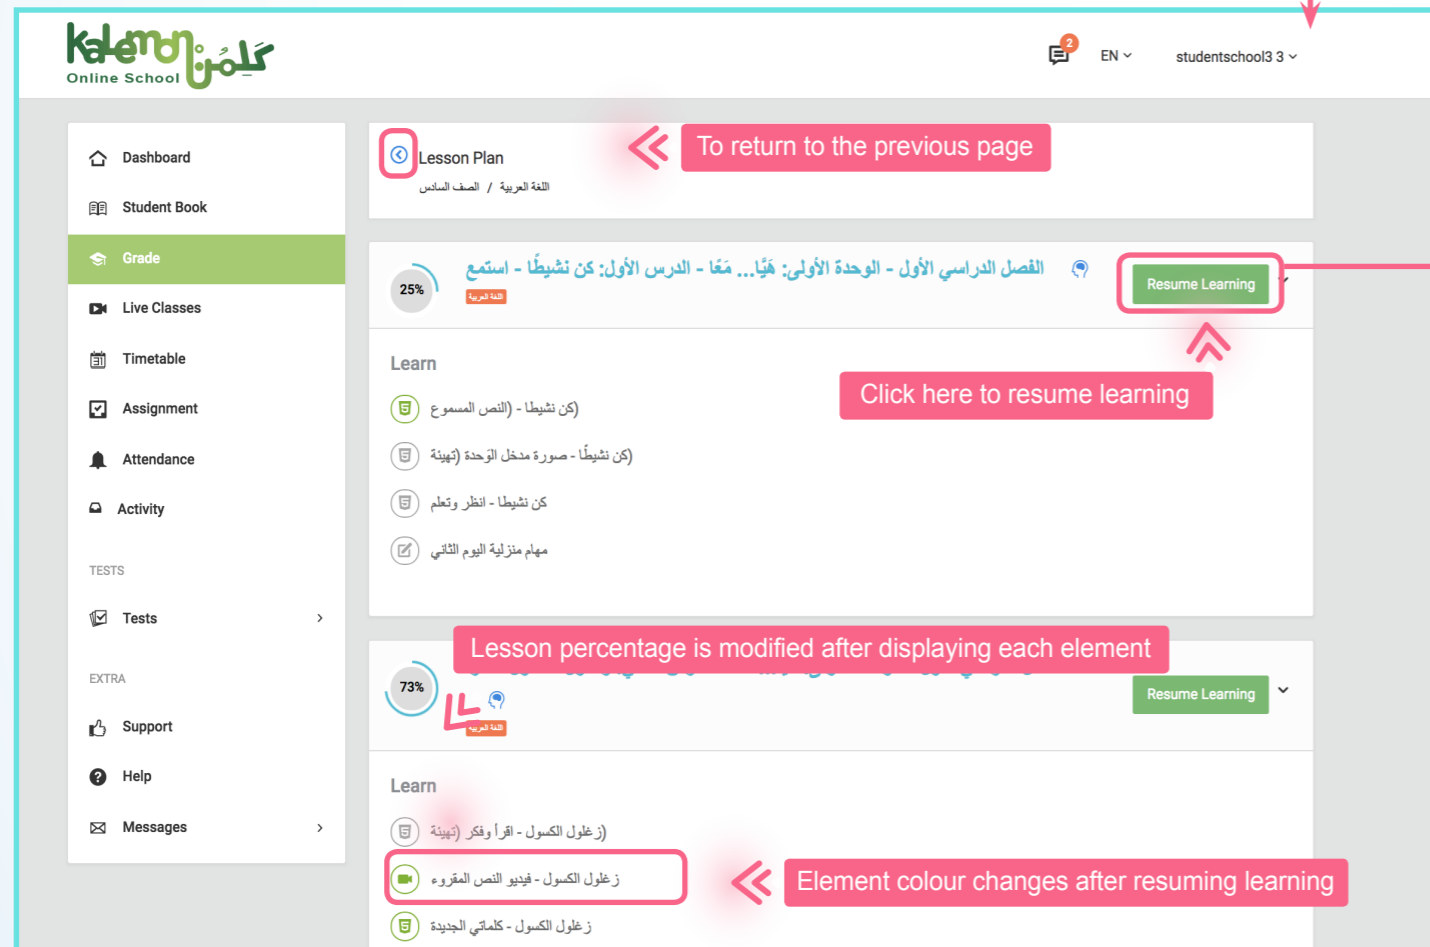 kalemon كَلِمُن
Online School
2
EN
studentschool3 3
Dashboard
Student Book
Grade
Live Classes
Timetable
Assignment
Attendance
Activity
TESTS
Tests
EXTRA
Support
Help
Messages
Lesson Plan
اللغة العربية / الصف السادس
To return to the previous page
25%
الفصل الدراسي الأول - الوحدة الأولى: هَيَّا... مَعًا - الدرس الأول: كن نشيطًا - استمع
اللغة العربية
Resume Learning
Click here to resume learning
Learn
(كن نشيطا - (النص المسموع
(كن نشيطًا - صورة مدخل الوَحدة (تهيئة
كن نشيطا - انظر وتعلم
مهام منزلية اليوم الثاني
Lesson percentage is modified after displaying each element
73%
اللغة العربية
Resume Learning
Learn
(زغلول الكسول - اقرأ وفكر (تهيئة
زغلول الكسول - فيديو النص المقروء
Element colour changes after resuming learning
زغلول الكسول - كلماتي الجديدة